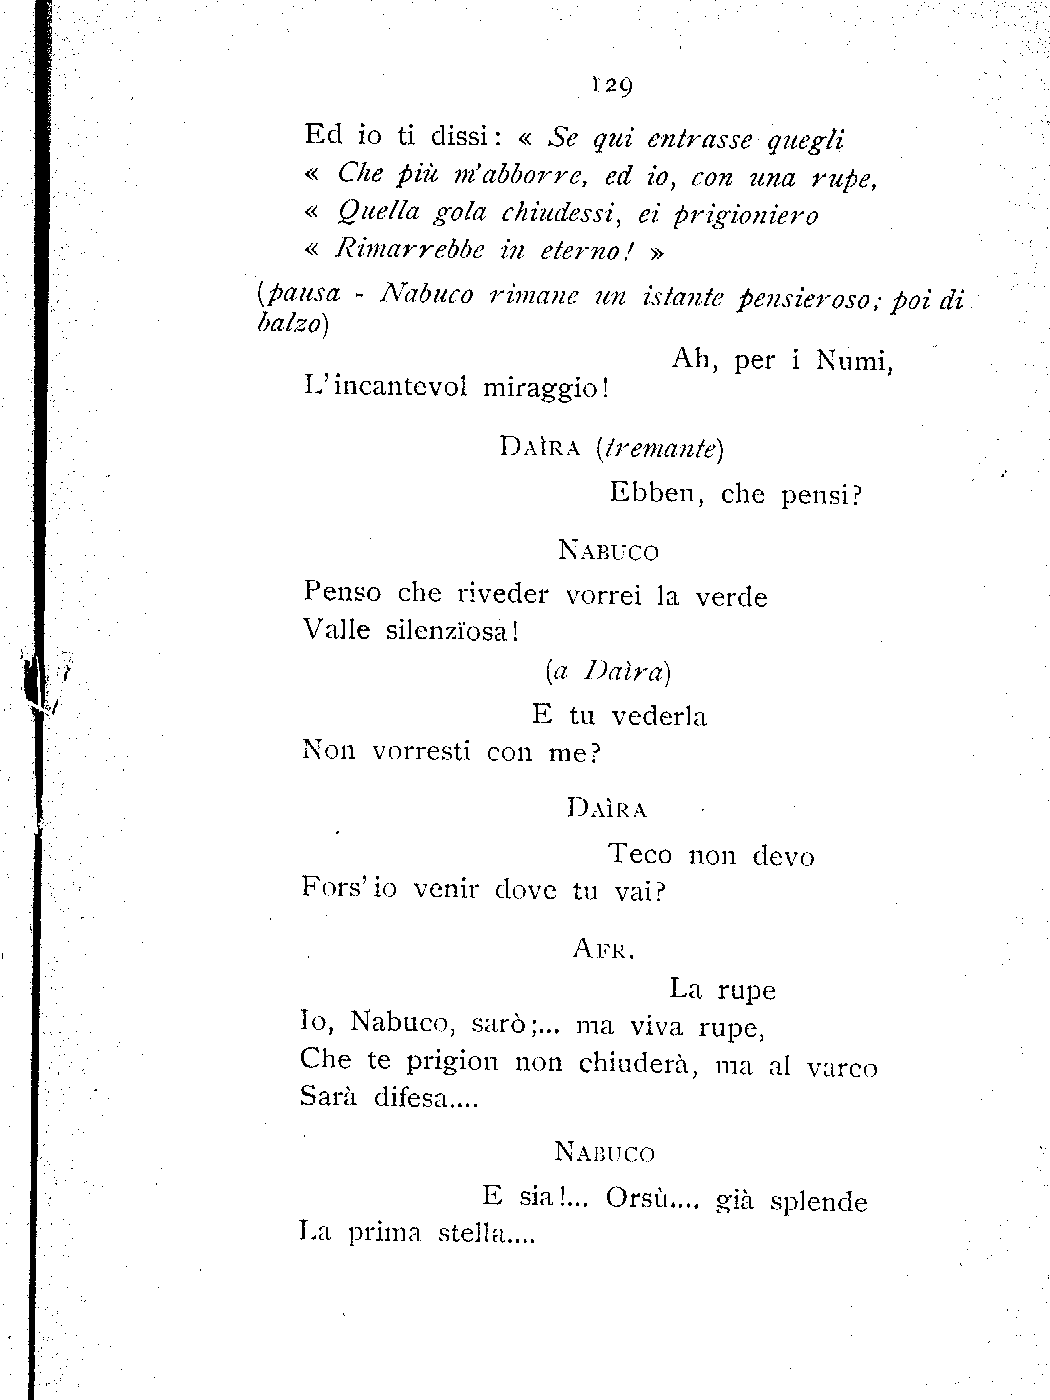 129
Ed io ti dissi: « Se qui entrasse quegli
« Che più m'abborre, ed io, con una rupe,
« Quella gola chiudessi, ei prigioniero
« Rimarrebbe in eterno! »
(pausa - Nabuco rimane un istante pensieroso; poi di
balzo)
Ah, per i Numi,
L'incantevol miraggio!
DAÌRA (tremante)
Ebben, che pensi?
NABUCO
Penso che riveder vorrei la verde
Valle silenzïosa!
(a Daìra)
E tu vederla
Non vorresti con me?
DAÌRA
Teco non devo
Fors'io venir dove tu vai?
AFR.
La rupe
Io, Nabuco, sarò;... ma viva rupe,
Che te prigion non chiuderà, ma al varco
Sarà difesa....
NABUCO
E sia!... Orsù.... già splende
La prima stella....